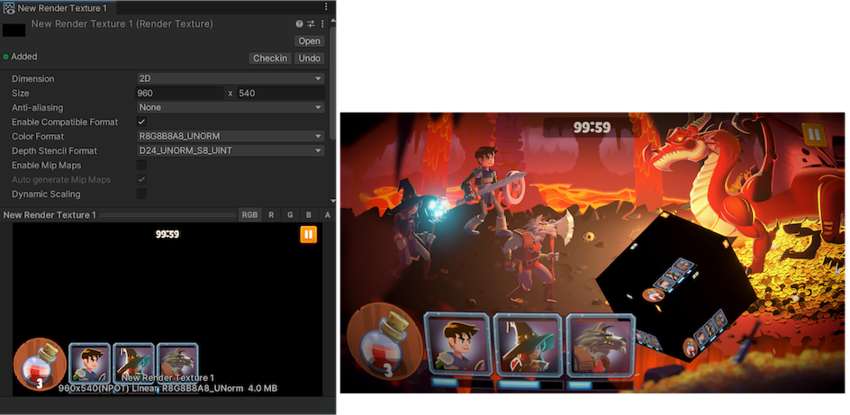 New Render Texture 1
New Render Texture 1 (Render Texture)
Open
Added
Checkin
Undo
Dimension
2D
Size
960
x
540
Anti-aliasing
None
Enable Compatible Format
Color Format
R8G8B8A8_UNORM
Depth Stencil Format
D24_UNORM_S8_UINT
Enable Mip Maps
Auto generate Mip Maps
Dynamic Scaling
New Render Texture 1
RGB
R
G
B
A
99:59
3
New Render Texture 1
960x540(NPOT) Linear R8G8B8A8_UNorm 4.0 MB
99:59
3